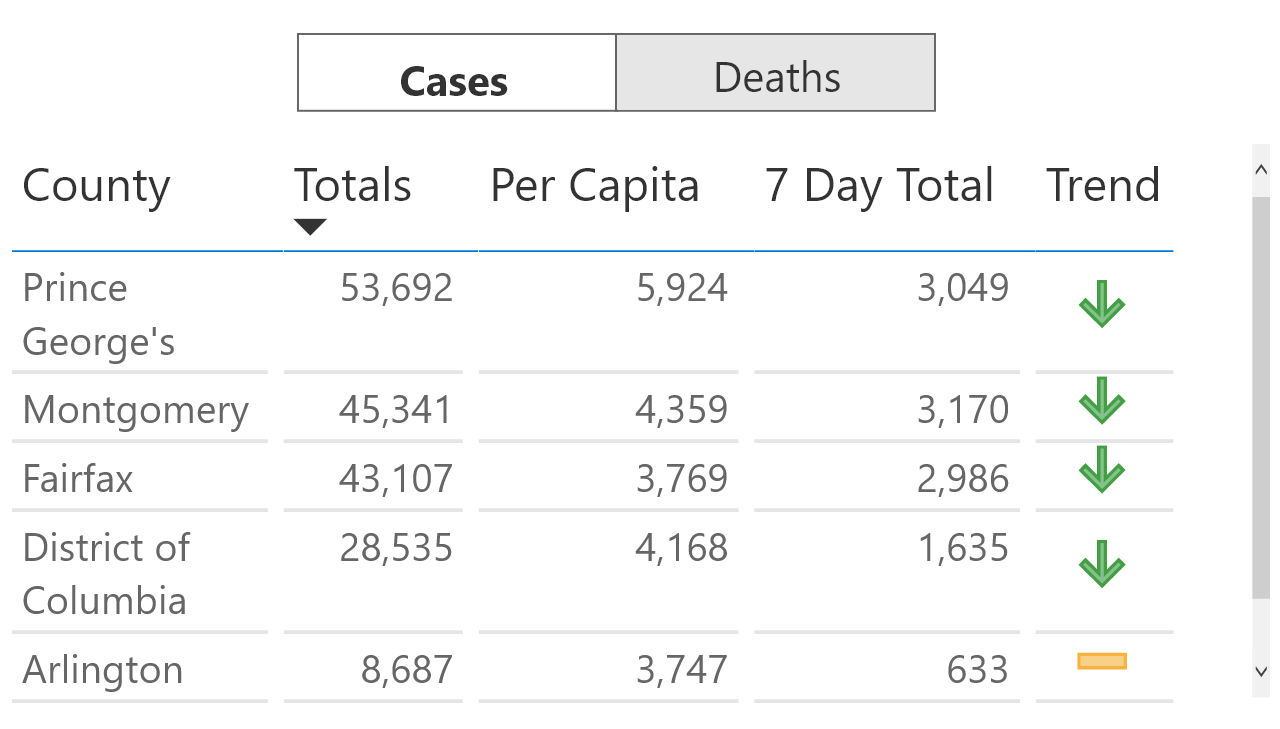 Cases Deaths
County Totals Per Capita 7 Day Total Trend
Prince 53,692 5,924 3,049
George's
Montgomery 45,341 4,359 3,170
Fairfax 43,107 3,769 2,986
District of 28,535 4,168 1,635
Columbia
Arlington 8,687 3,747 633